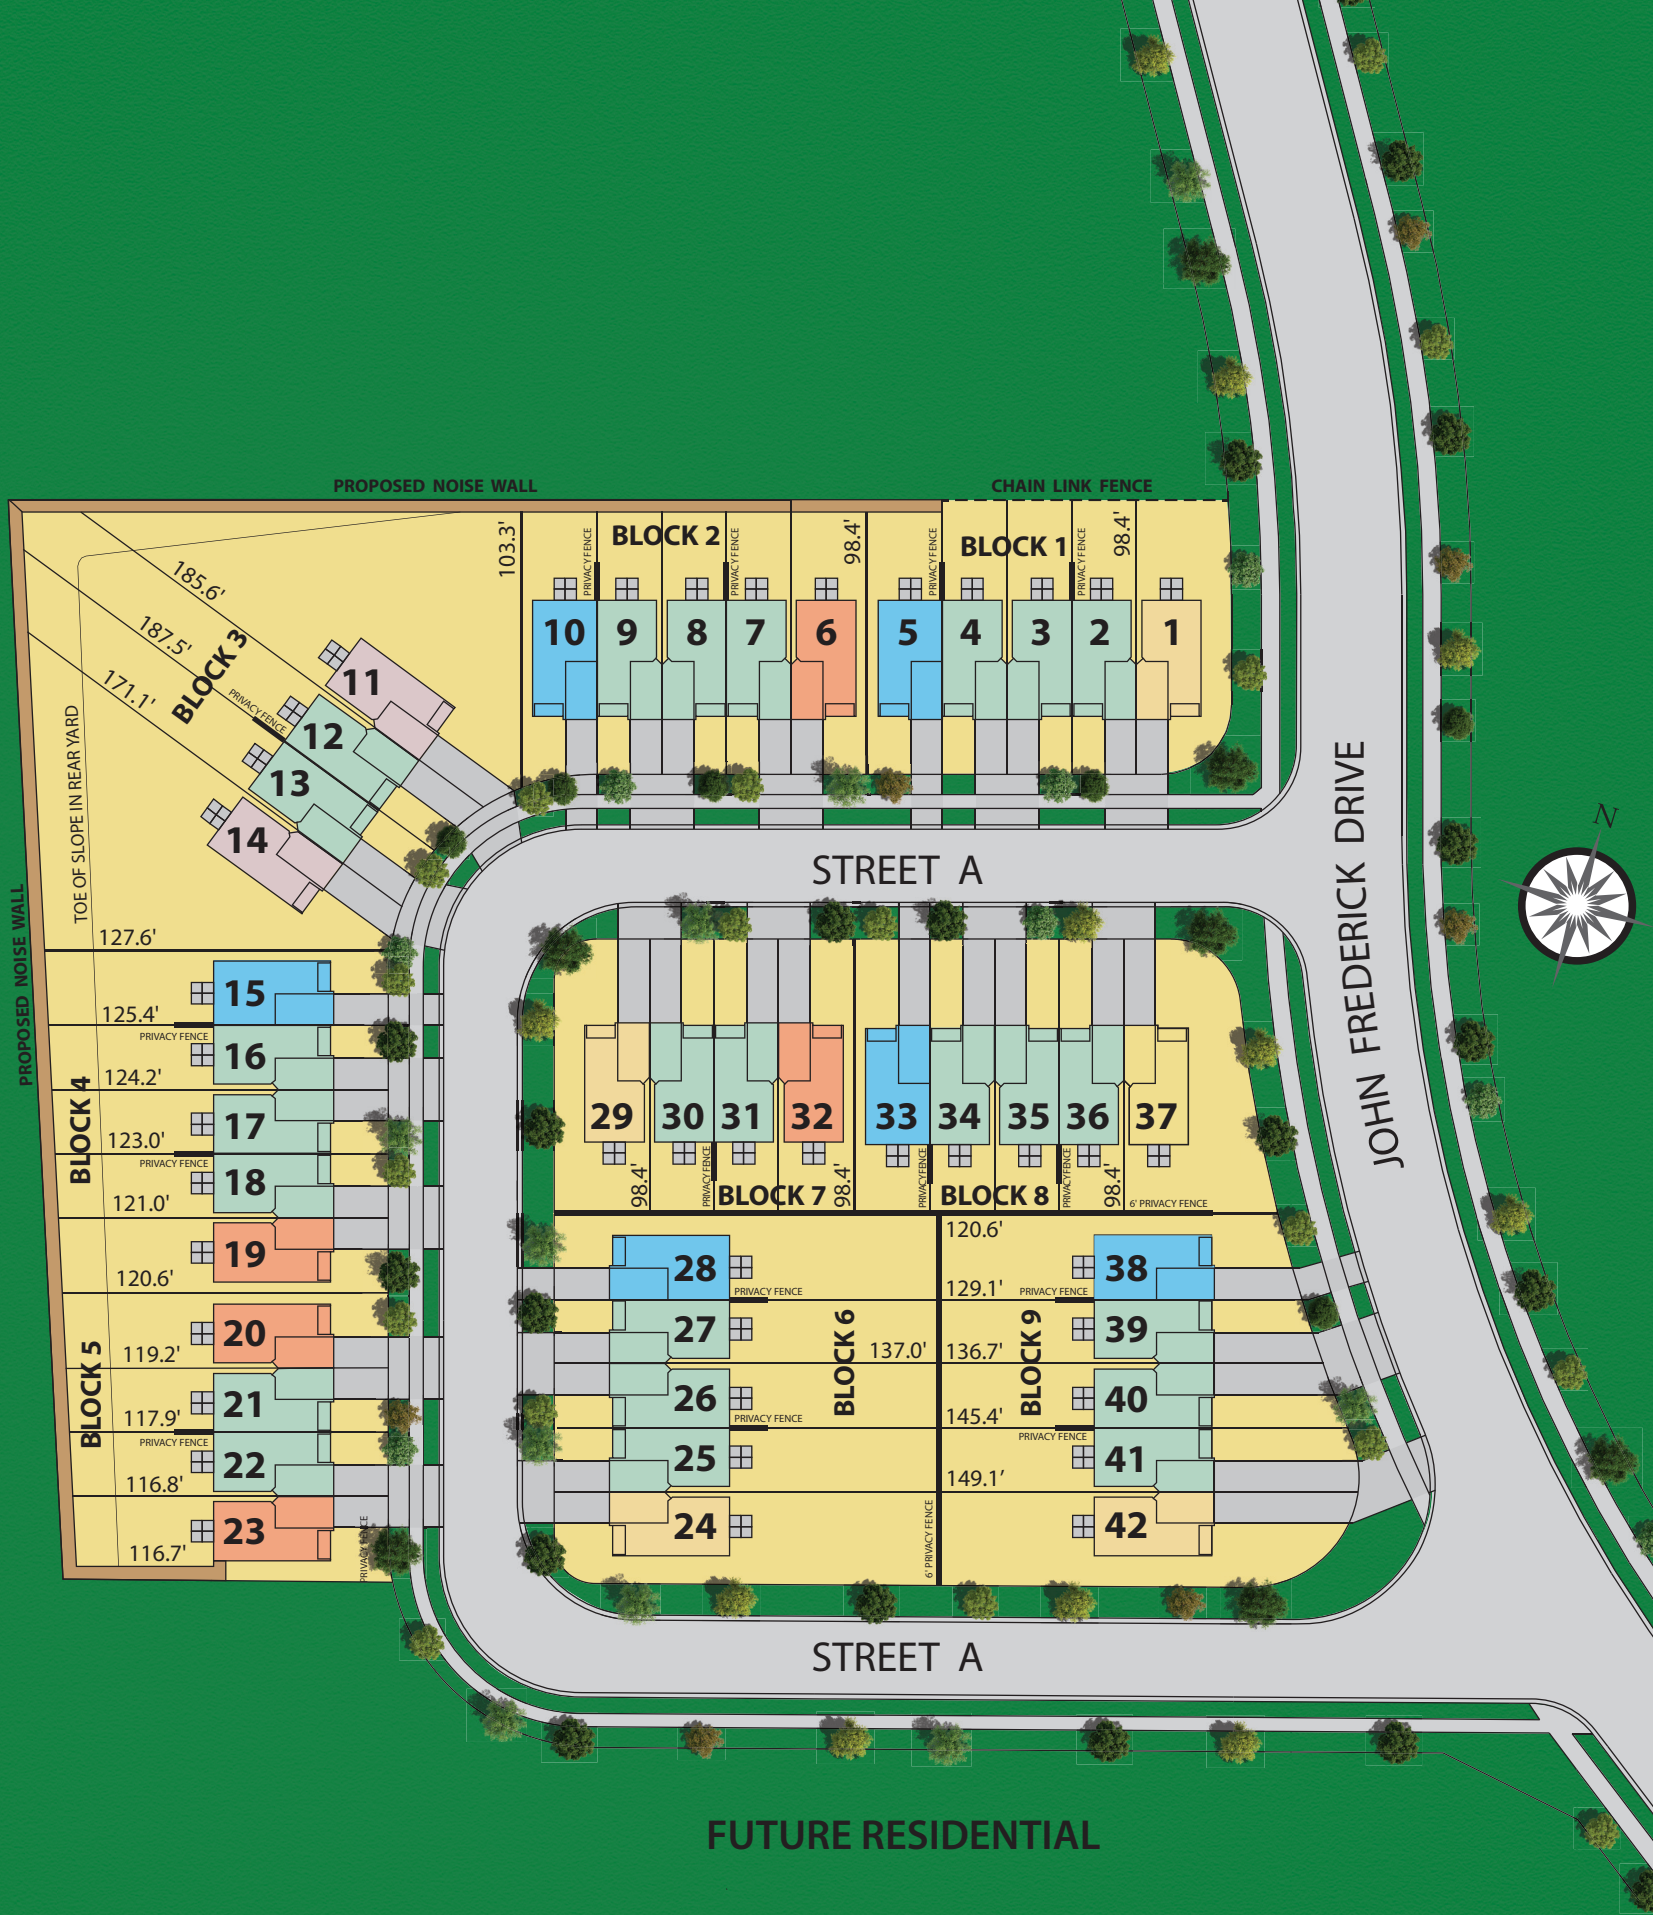 PROPOSED NOISE WALL
CHAIN LINK FENCE
103.3'
PRIVACY FENCE
BLOCK 2
PRIVACY FENCE
98.4'
PRIVACY FENCE
BLOCK 1
PRIVACY FENCE
98.4'
10
9
8
7
6
5
4
3
2
1
185.6'
187.5'
171.1'
BLOCK 3
PRIVACY FENCE
11
12
13
14
TOE OF SLOPE IN REAR YARD
PROPOSED NOISE WALL
STREET A
JOHN FREDERICK DRIVE
N
127.6'
15
125.4'
PRIVACY FENCE
16
124.2'
BLOCK 4
17
123.0'
PRIVACY FENCE
18
121.0'
19
120.6'
20
119.2'
BLOCK 5
21
117.9'
PRIVACY FENCE
22
116.8'
23
116.7'
PRIVACY FENCE
29
30
31
32
33
34
35
36
37
98.4'
PRIVACY FENCE
BLOCK 7
98.4'
PRIVACY FENCE
BLOCK 8
PRIVACY FENCE
98.4'
6' PRIVACY FENCE
120.6'
28
PRIVACY FENCE
129.1'
PRIVACY FENCE
38
27
BLOCK 6
137.0'
136.7'
BLOCK 9
39
26
PRIVACY FENCE
145.4'
PRIVACY FENCE
40
25
149.1’
41
24
6' PRIVACY FENCE
42
STREET A
FUTURE RESIDENTIAL